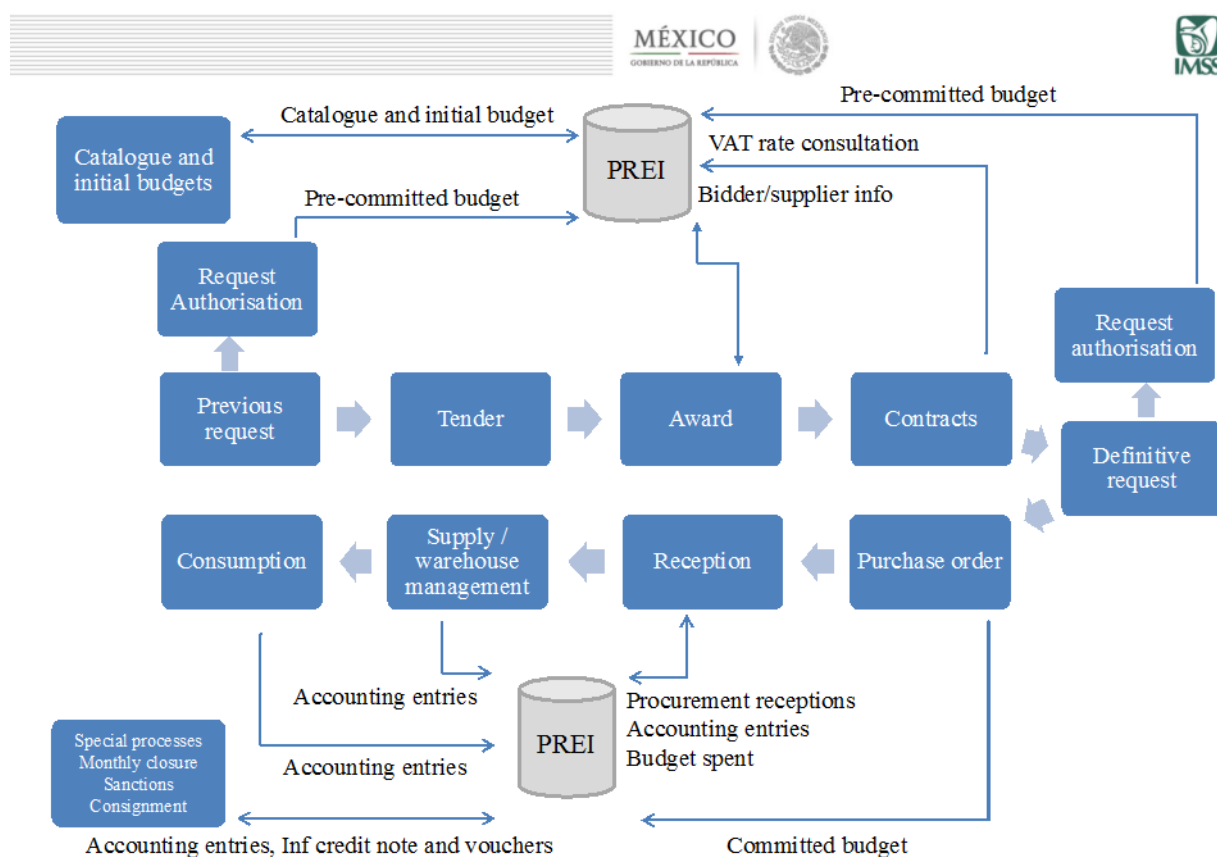 MÉXICO
GOBIERNO DE LA REPÚBLICA
IMSS
Pre-committed budget
Catalogue and initial budget
Catalogue and
initial budgets
PREI
VAT rate consultation
Bidder/supplier info
Pre-committed budget
Request
Authorisation
Request
authorisation
Previous
request
Tender
Award
Contracts
Definitive
request
Consumption
Supply /
warehouse
management
Reception
Purchase order
Accounting entries
Procurement receptions
Accounting entries
Budget spent
PREI
Accounting entries
Special processes
Monthly closure
Sanctions
Consignment
Accounting entries, Inf credit note and vouchers
Committed budget